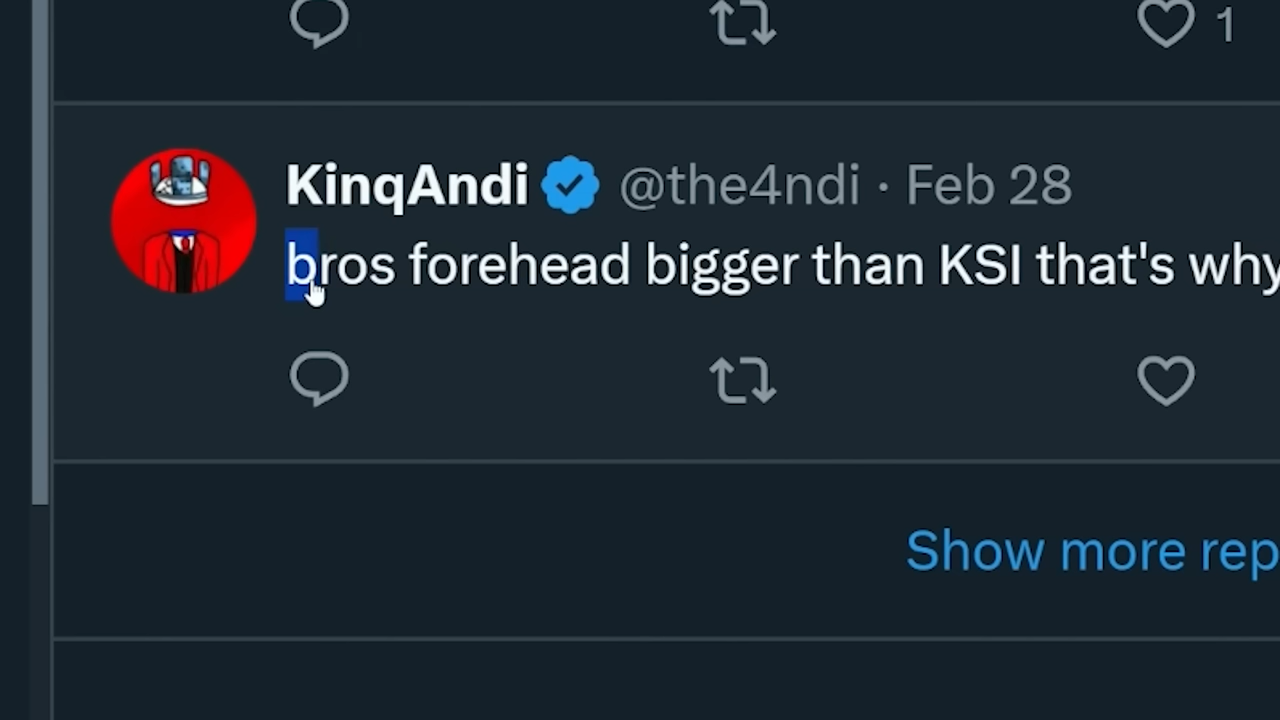 1
KinqAndi @the4ndi · Feb 28
bros forehead bigger than KSI that's why
Show more rep